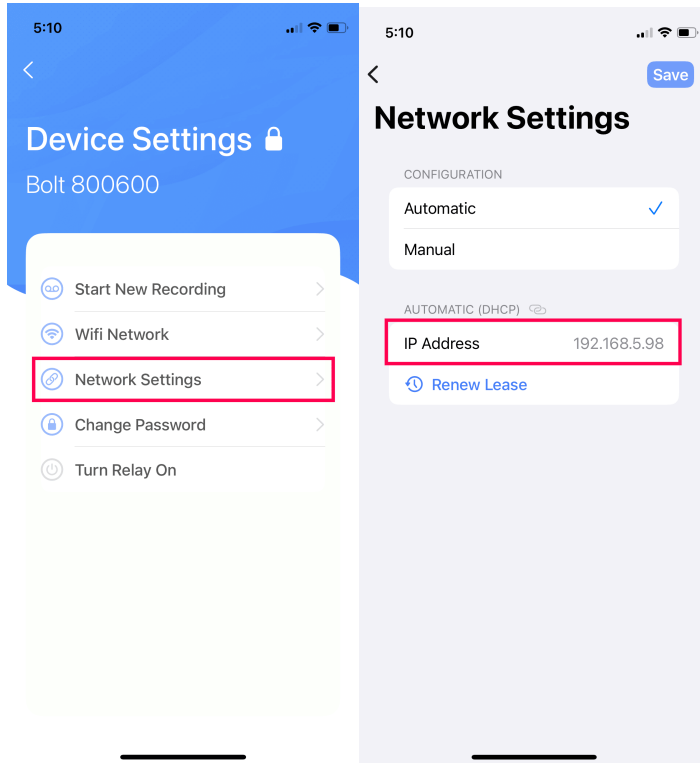 5:10
Device Settings
Bolt 800600
Start New Recording
Wifi Network
Network Settings
Change Password
Turn Relay On
5:10
Save
Network Settings
CONFIGURATION
Automatic
Manual
AUTOMATIC (DHCP)
IP Address 192.168.5.98
Renew Lease